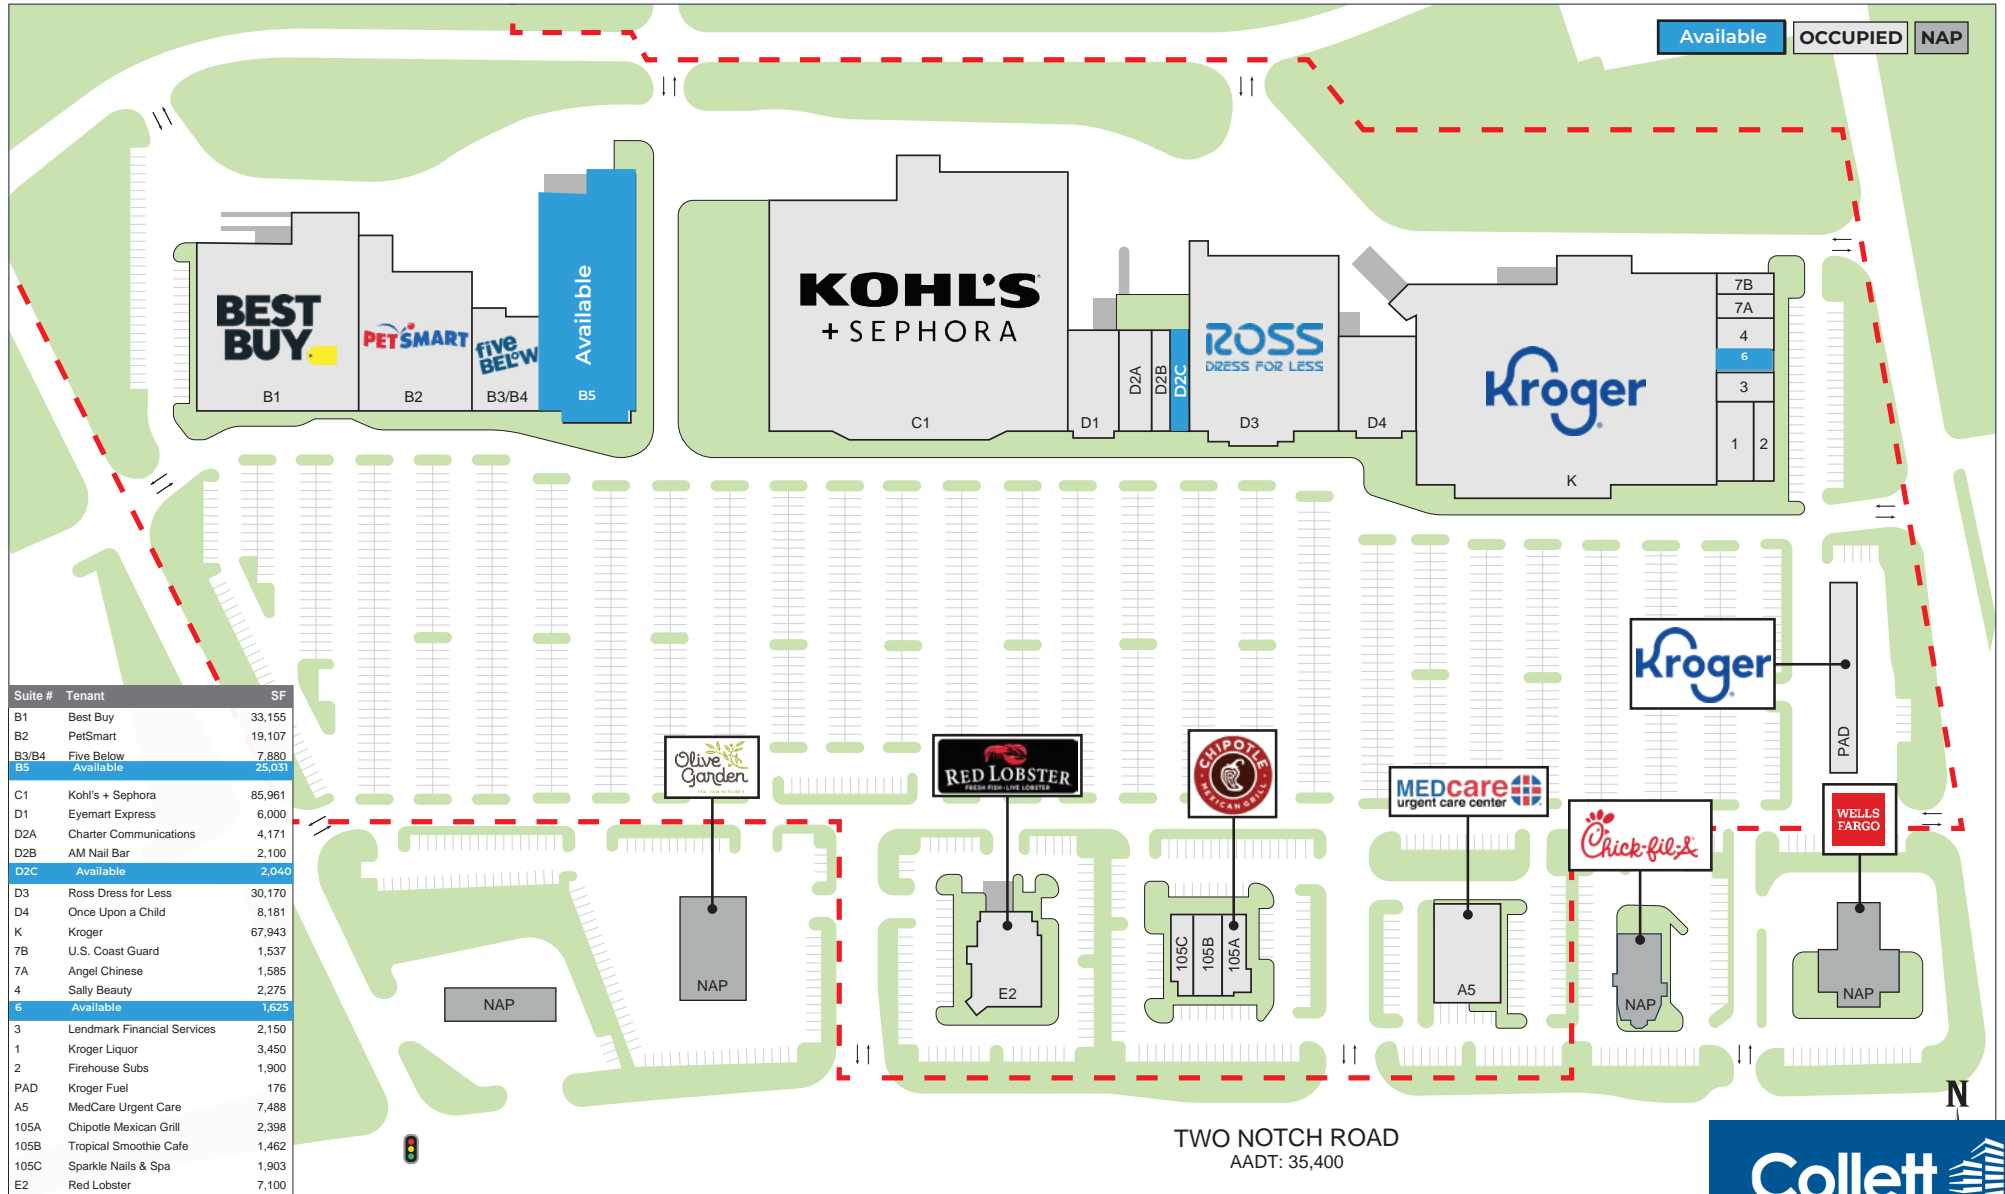 Available OCCUPIED NAP
BEST
BUY
B1
PETSMART
B2
five
BELOW
B3/B4
Available
B5
KOHL'S
+ SEPHORA
C1
D1
D2A
D2B
D2C
ROSS
DRESS FOR LESS
D3
D4
Kroger
K
7B
7A
4
6
3
1
2
Kroger
PAD
Olive
Garden
ITALIAN KITCHEN
RED LOBSTER
FRESH FISH • LIVE LOBSTER
CHIPOTLE
MEXICAN GRILL
MEDcare
urgent care center
Chick-fil-A
WELLS
FARGO
NAP
NAP
E2
105C
105B
105A
A5
NAP
NAP
Suite # Tenant SF
B1 Best Buy 33,155
B2 PetSmart 19,107
B3/B4 Five Below 7,880
B5 Available 25,031
C1 Kohl's + Sephora 85,961
D1 Eyemart Express 6,000
D2A Charter Communications 4,171
D2B AM Nail Bar 2,100
D2C Available 2,040
D3 Ross Dress for Less 30,170
D4 Once Upon a Child 8,181
K Kroger 67,943
7B U.S. Coast Guard 1,537
7A Angel Chinese 1,585
4 Sally Beauty 2,275
6 Available 1,625
3 Lendmark Financial Services 2,150
1 Kroger Liquor 3,450
2 Firehouse Subs 1,900
PAD Kroger Fuel 176
A5 MedCare Urgent Care 7,488
105A Chipotle Mexican Grill 2,398
105B Tropical Smoothie Cafe 1,462
105C Sparkle Nails & Spa 1,903
E2 Red Lobster 7,100
TWO NOTCH ROAD
AADT: 35,400
N
Collett